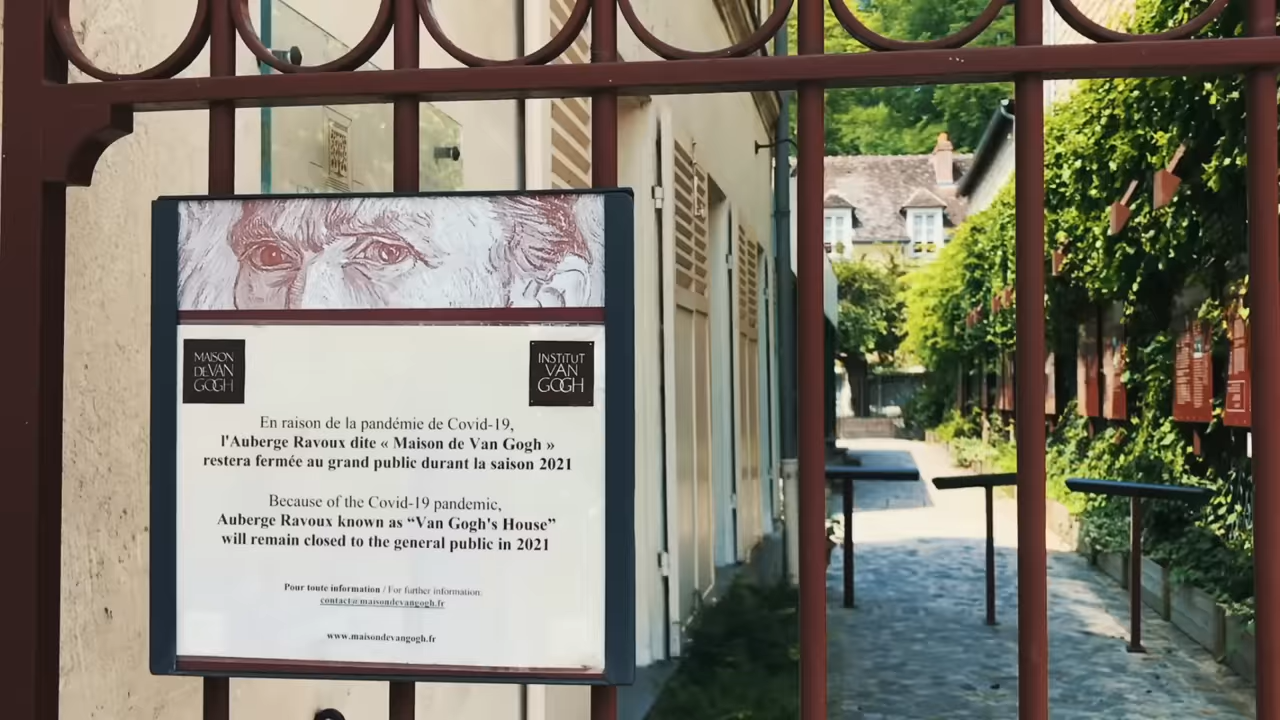 MAISON
DE VAN
GOGH
INSTITUT
VAN
GOGH
En raison de la pandémie de Covid-19,
l'Auberge Ravoux dite « Maison de Van Gogh »
restera fermée au grand public durant la saison 2021
Because of the Covid-19 pandemic,
Auberge Ravoux known as “Van Gogh's House”
will remain closed to the general public in 2021
Pour toute information / For further information:
contact@maisondevangogh.fr
www.maisondevangogh.fr